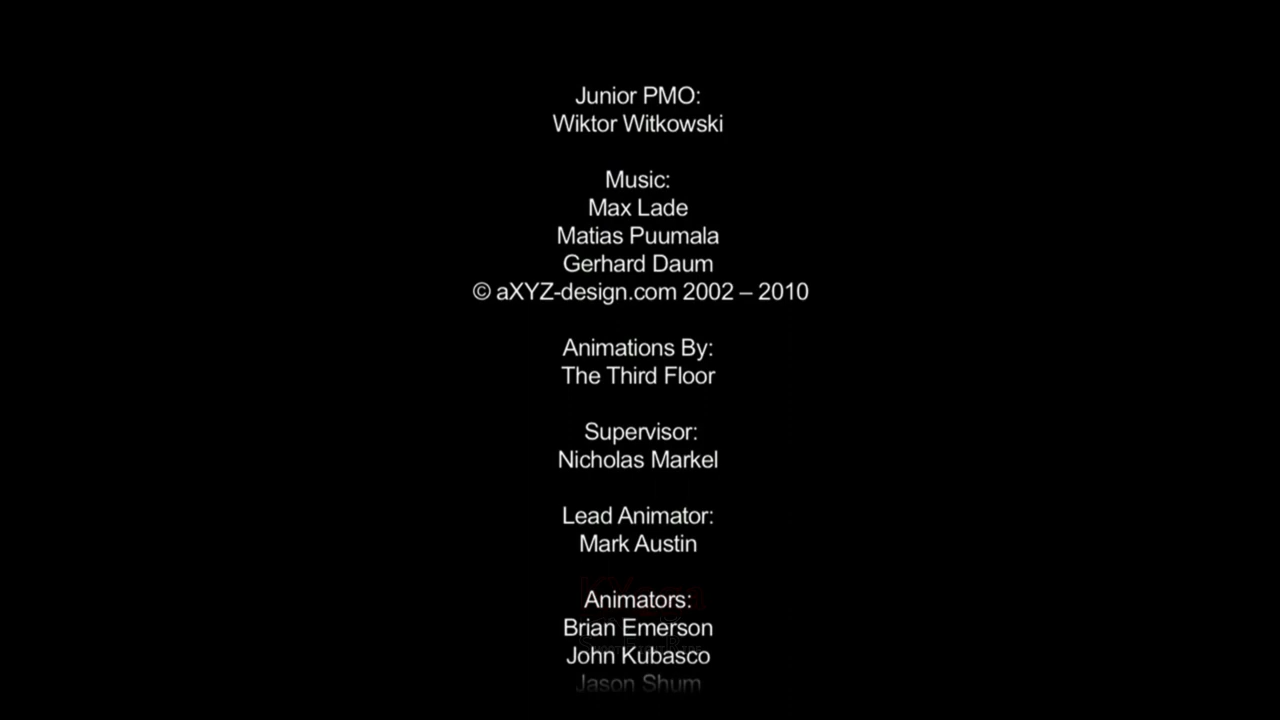 Junior PMO:
Wiktor Witkowski
Music:
Max Lade
Matias Puumala
Gerhard Daum
© aXYZ-design.com 2002 – 2010
Animations By:
The Third Floor
Supervisor:
Nicholas Markel
Lead Animator:
Mark Austin
Animators:
Brian Emerson
John Kubasco
Jason Shum